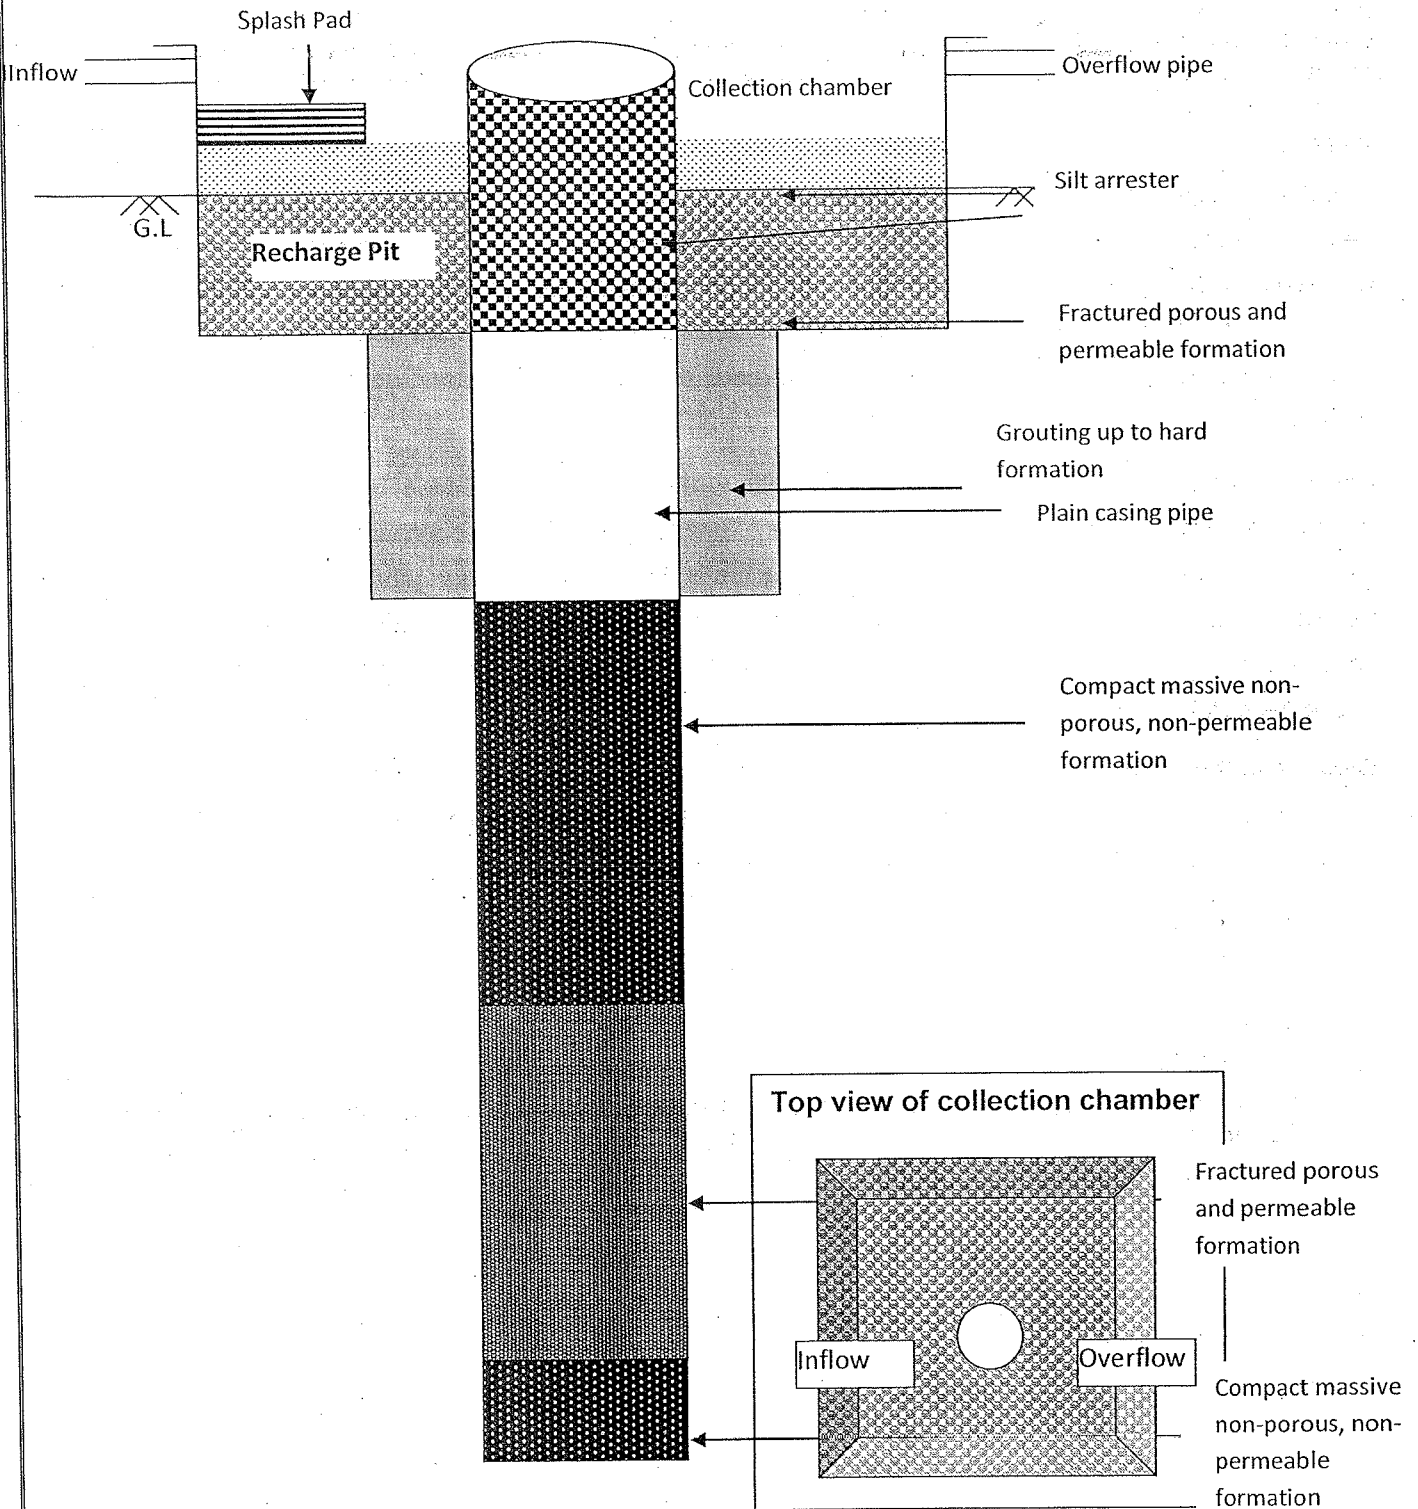 Splash Pad
Inflow
Collection chamber
Overflow pipe
Silt arrester
G.L
Recharge Pit
Fractured porous and
permeable formation
Grouting up to hard
formation
Plain casing pipe
Compact massive non-
porous, non-permeable
formation
Top view of collection chamber
Fractured porous
and permeable
formation
Inflow
Overflow
Compact massive
non-porous, non-
permeable
formation